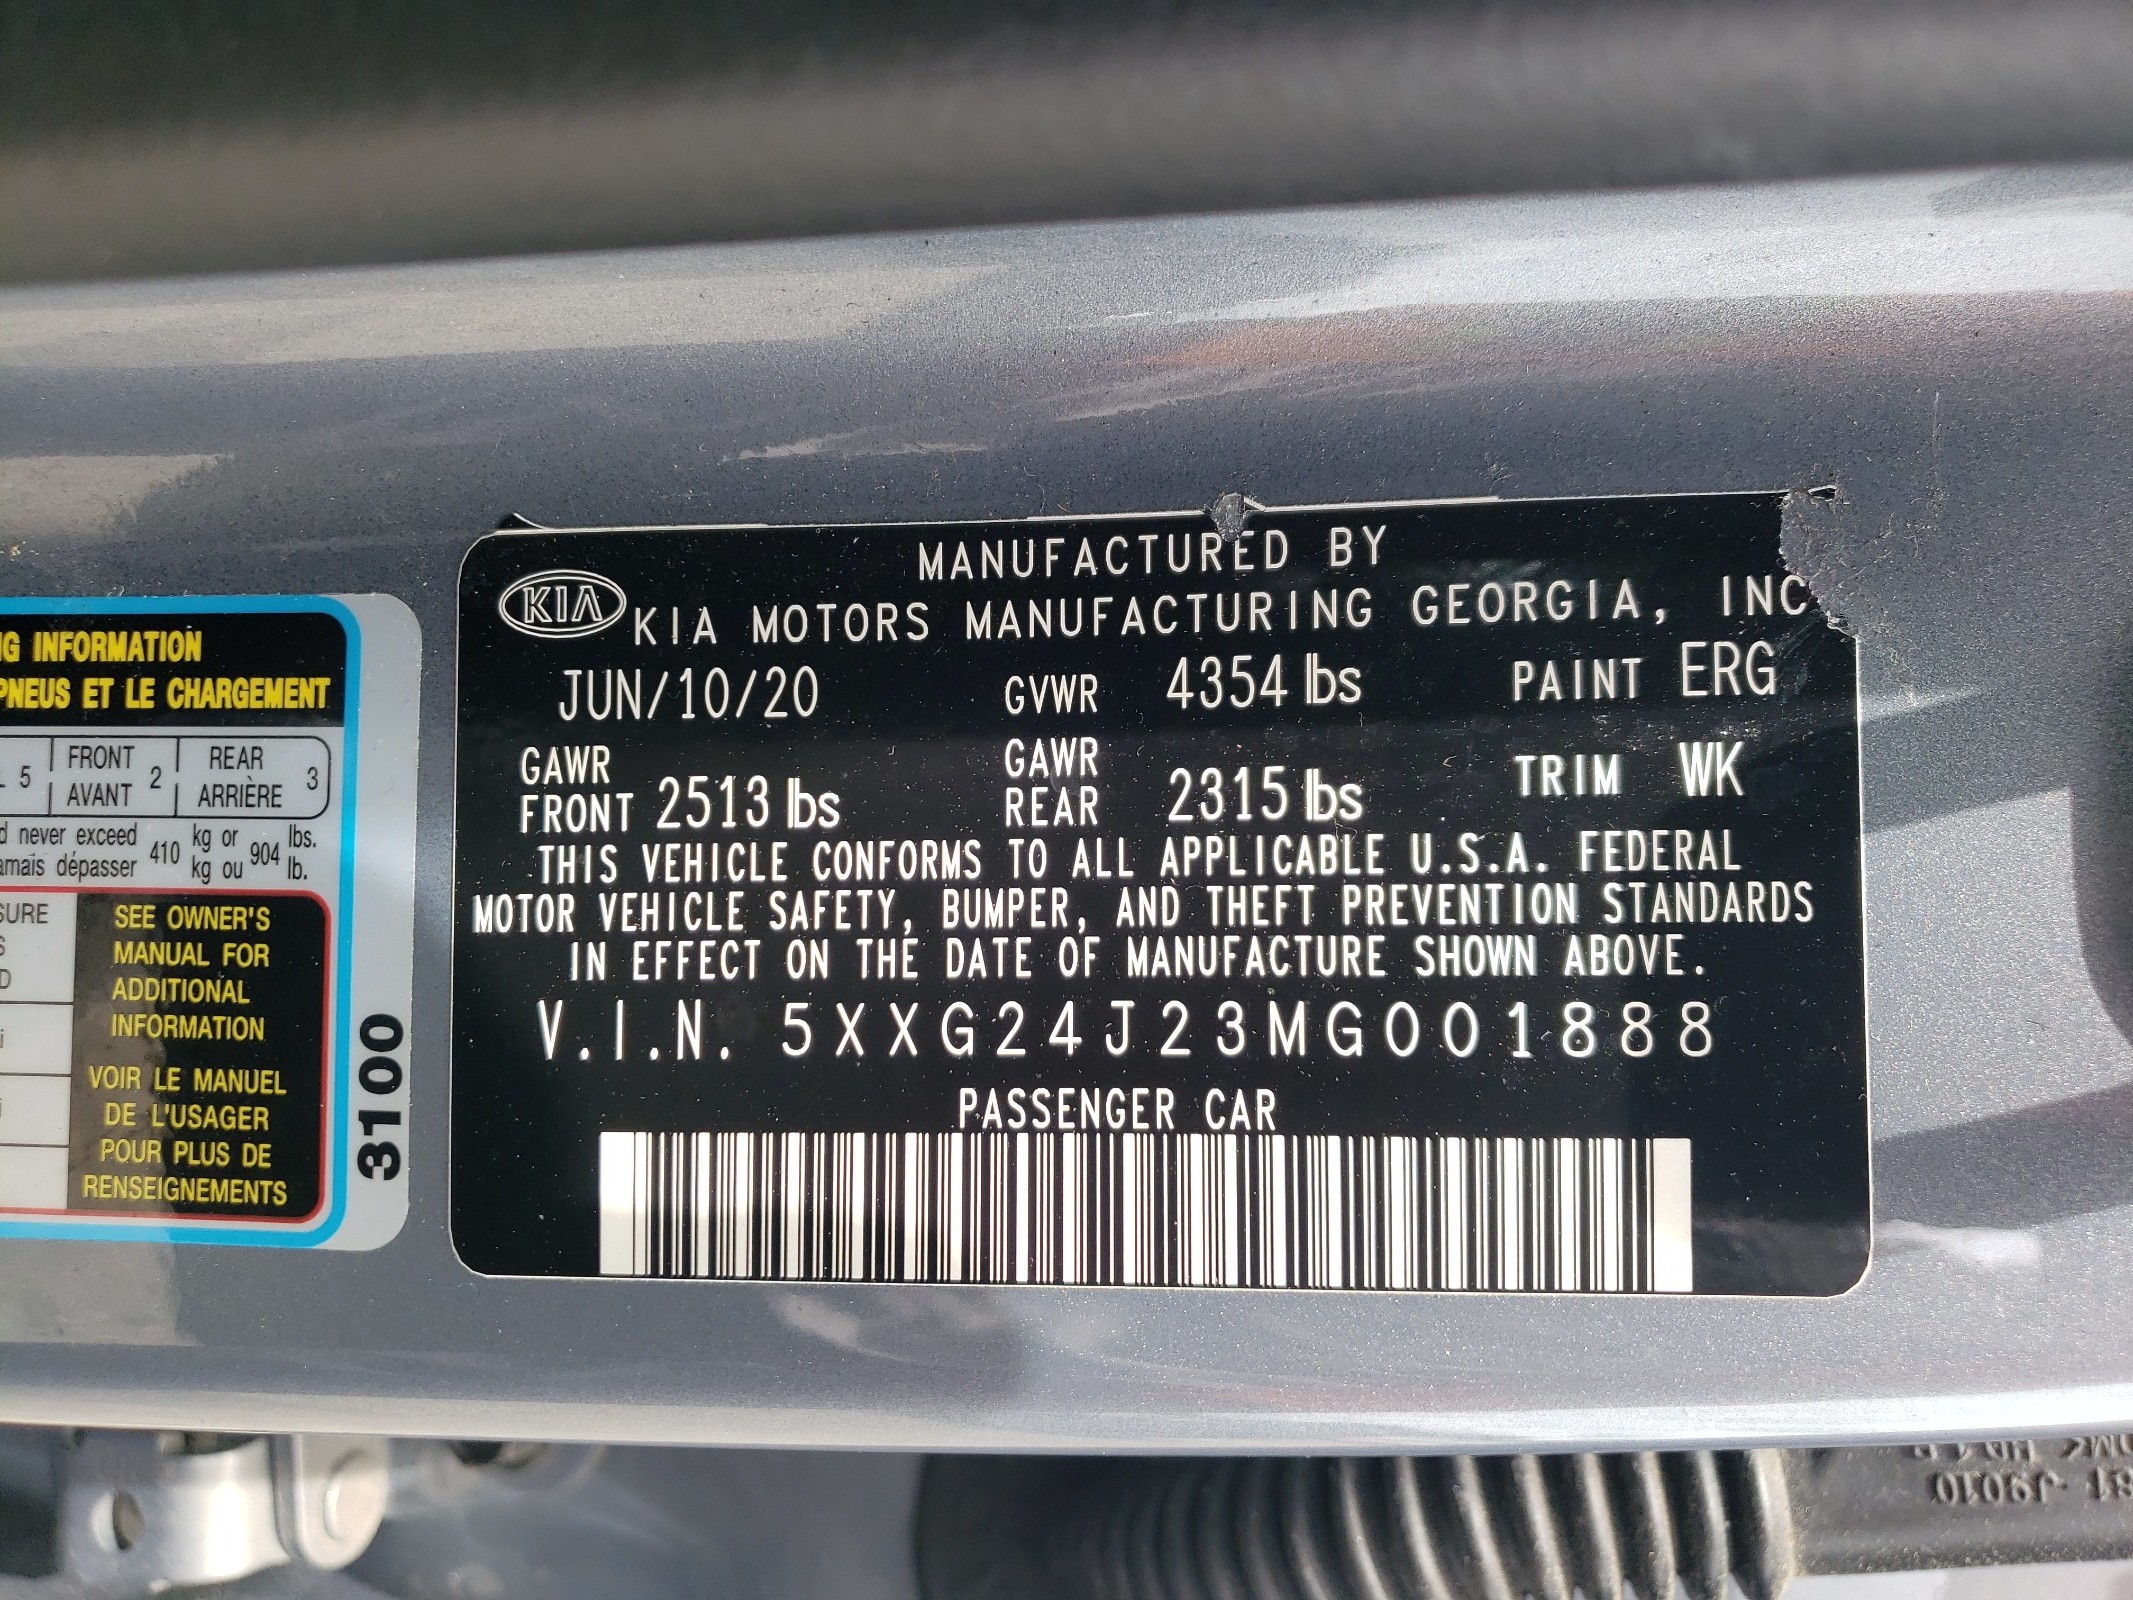 MANUFACTURED BY
KIA KIA MOTORS MANUFACTURING GEORGIA, INC
JUN/10/20 GVWR 4354 lbs PAINT ERG
GAWR FRONT 2513 lbs GAWR REAR 2315 lbs TRIM WK
THIS VEHICLE CONFORMS TO ALL APPLICABLE U.S.A. FEDERAL
MOTOR VEHICLE SAFETY, BUMPER, AND THEFT PREVENTION STANDARDS
IN EFFECT ON THE DATE OF MANUFACTURE SHOWN ABOVE.
V.I.N. 5XXG24J23MG001888
PASSENGER CAR
INFORMATION
PNEUS ET LE CHARGEMENT
5 FRONT AVANT 2 REAR ARRIÈRE 3
never exceed 410 kg or 904 lbs.
dépasser kg ou lb.
SEE OWNER'S
MANUAL FOR
ADDITIONAL
INFORMATION
VOIR LE MANUEL
DE L'USAGER
POUR PLUS DE
RENSEIGNEMENTS
3100
J9010